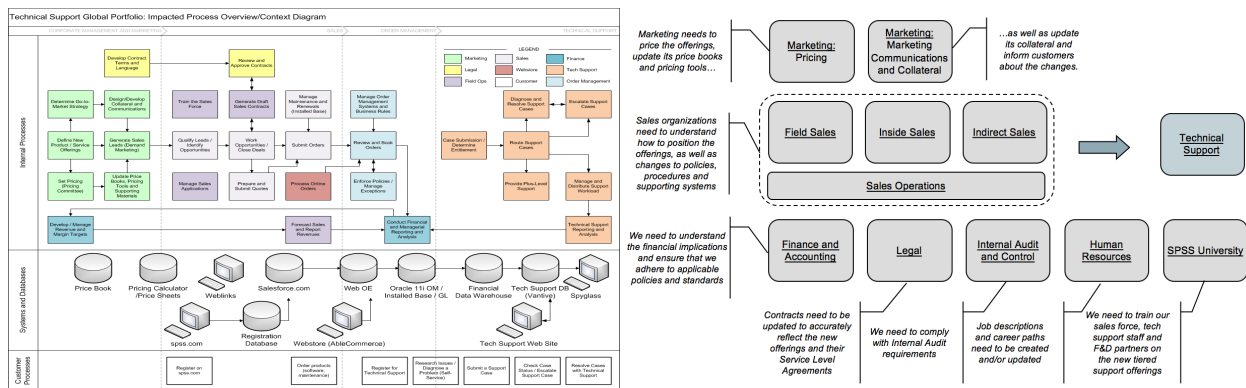 Technical Support Global Portfolio: Impacted Process Overview/Context Diagram
CORPORATE MANAGEMENT AND MARKETING
SALES
ORDER MANAGEMENT
TECHNICAL SUPPORT
Internal Processes
Develop Contract
Terms and
Language
Review and
Approve Contracts
LEGEND
Marketing
Sales
Finance
Legal
Webstore
Tech Support
Field Ops
Customer
Order Management
Determine Go-to-
Market Strategy
Design/Develop
Collateral and
Communications
Train the Sales
Force
Generate Draft
Sales Contracts
Manage
Maintenance and
Renewals
(Installed Base)
Manage Order
Management
Systems and
Business Rules
Diagnose and
Resolve Support
Cases
Escalate Support
Cases
Define New
Product / Service
Offerings
Generate Sales
Leads (Demand
Marketing)
Qualify Leads /
Identify
Opportunities
Work
Opportunities /
Close Deals
Submit Orders
Review and Book
Orders
Case Submission /
Determine
Entitlement
Route Support
Cases
Set Pricing
(Pricing
Committee)
Update Price
Books, Pricing
Tools and
Supporting
Materials
Manage Sales
Applications
Prepare and
Submit Quotes
Process Online
Orders
Enforce Policies /
Manage
Exceptions
Provide Plus-Level
Support
Manage and
Distribute Support
Workload
Develop / Manage
Revenue and
Margin Targets
Forecast Sales
and Report
Revenues
Conduct Financial
and Managerial
Reporting and
Analysis
Technical Support
Reporting and
Analysis
Systems and Databases
Price Book
Pricing Calculator
/Price Sheets
Weblinks
Salesforce.com
Web OE
Oracle 11i OM /
Installed Base / GL
Financial
Data Warehouse
Tech Support DB
(Vantive)
Spyglass
spss.com
Registration
Database
Webstore (AbleCommerce)
Tech Support Web Site
Customer
Processes
Register on
spss.com
Order products
(software,
maintenance)
Register for
Technical Support
Research Issues /
Diagnose a
Problem (Self-
Service)
Submit a
Support Case
Check Case
Status / Escalate
Support Case
Resolve Cases
with Technical
Support
Marketing needs to
price the offerings,
update its price books
and pricing tools…
Marketing:
Pricing
Marketing:
Marketing
Communications
and Collateral
…as well as update
its collateral and
inform customers
about the changes.
Sales organizations
need to understand
how to position the
offerings, as well as
changes to policies,
procedures and
supporting systems
Field Sales
Inside Sales
Indirect Sales
Sales Operations
Technical
Support
We need to understand
the financial implications
and ensure that we
adhere to applicable
policies and standards
Finance and
Accounting
Legal
Internal Audit
and Control
Human
Resources
SPSS University
Contracts need to be
updated to accurately
reflect the new
offerings and their
Service Level
Agreements
We need to comply
with Internal Audit
requirements
Job descriptions
and career paths
need to be created
and/or updated
We need to train our
sales force, tech
support staff and
F&D partners on
the new tiered
support offerings